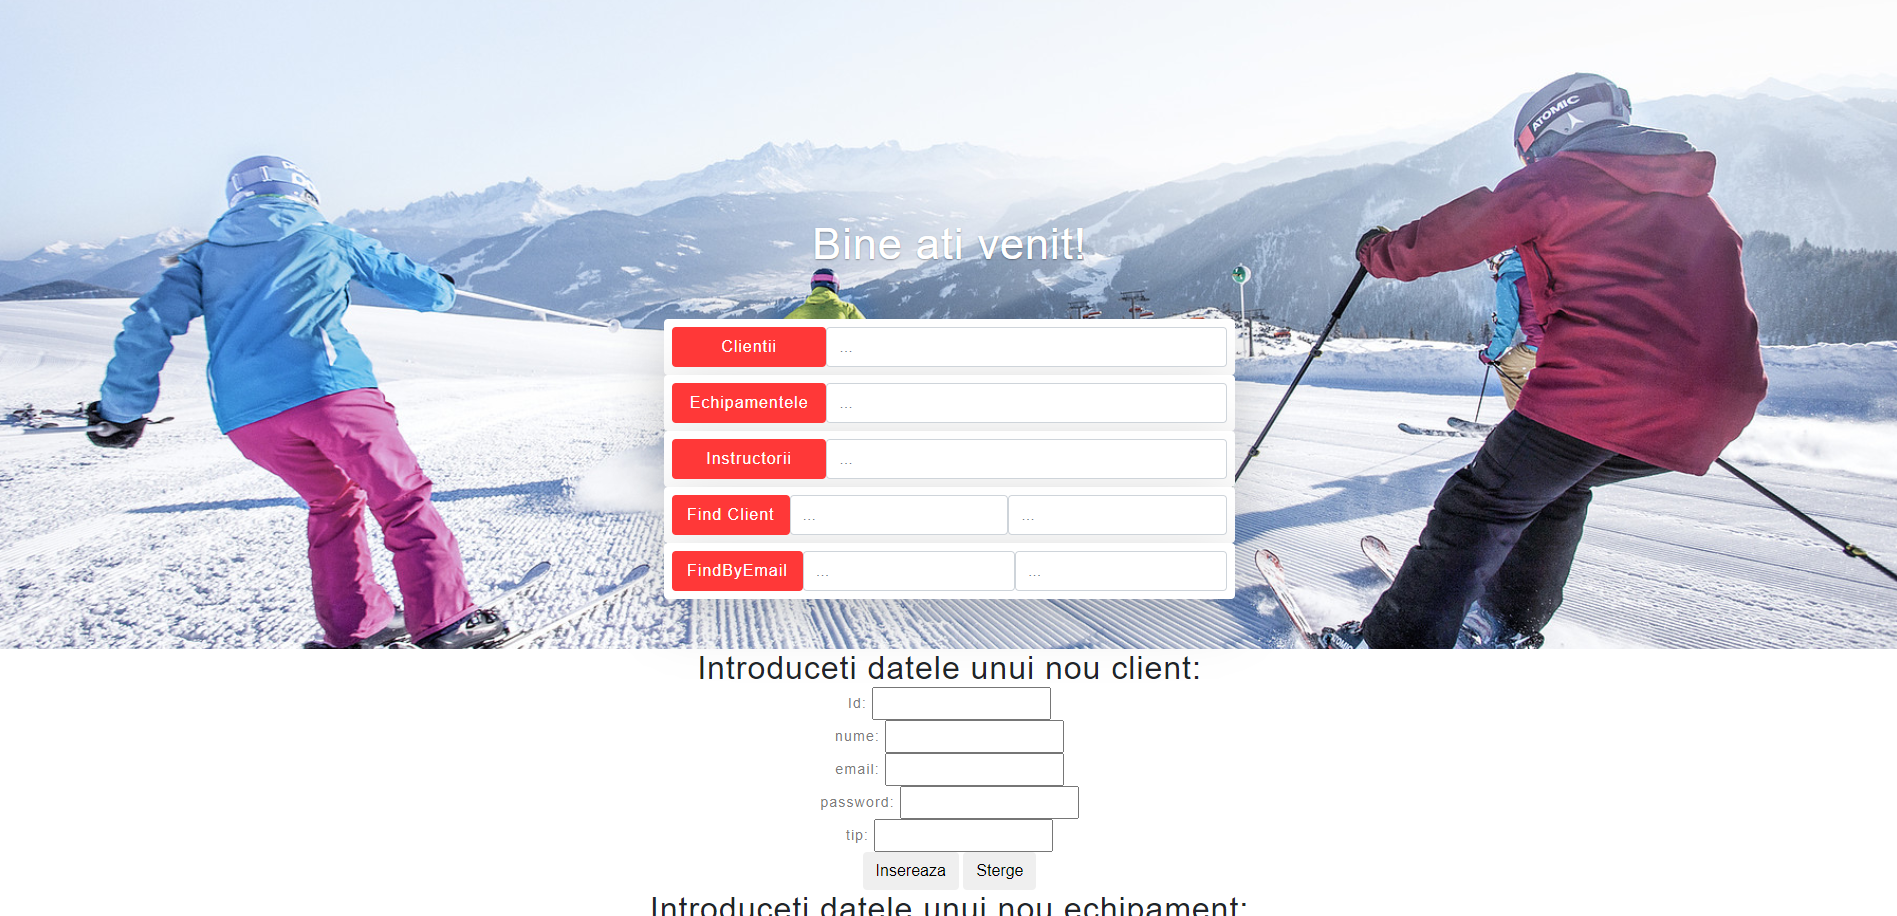 ATOMIC
Bine ati venit!
Clientii ...
Echipamentele ...
Instructorii ...
Find Client ... ...
FindByEmail ... ...
Introduceti datele unui nou client:
Id:
nume:
email:
password:
tip:
Insereaza Sterge
Introduceti datele unui nou echipament: